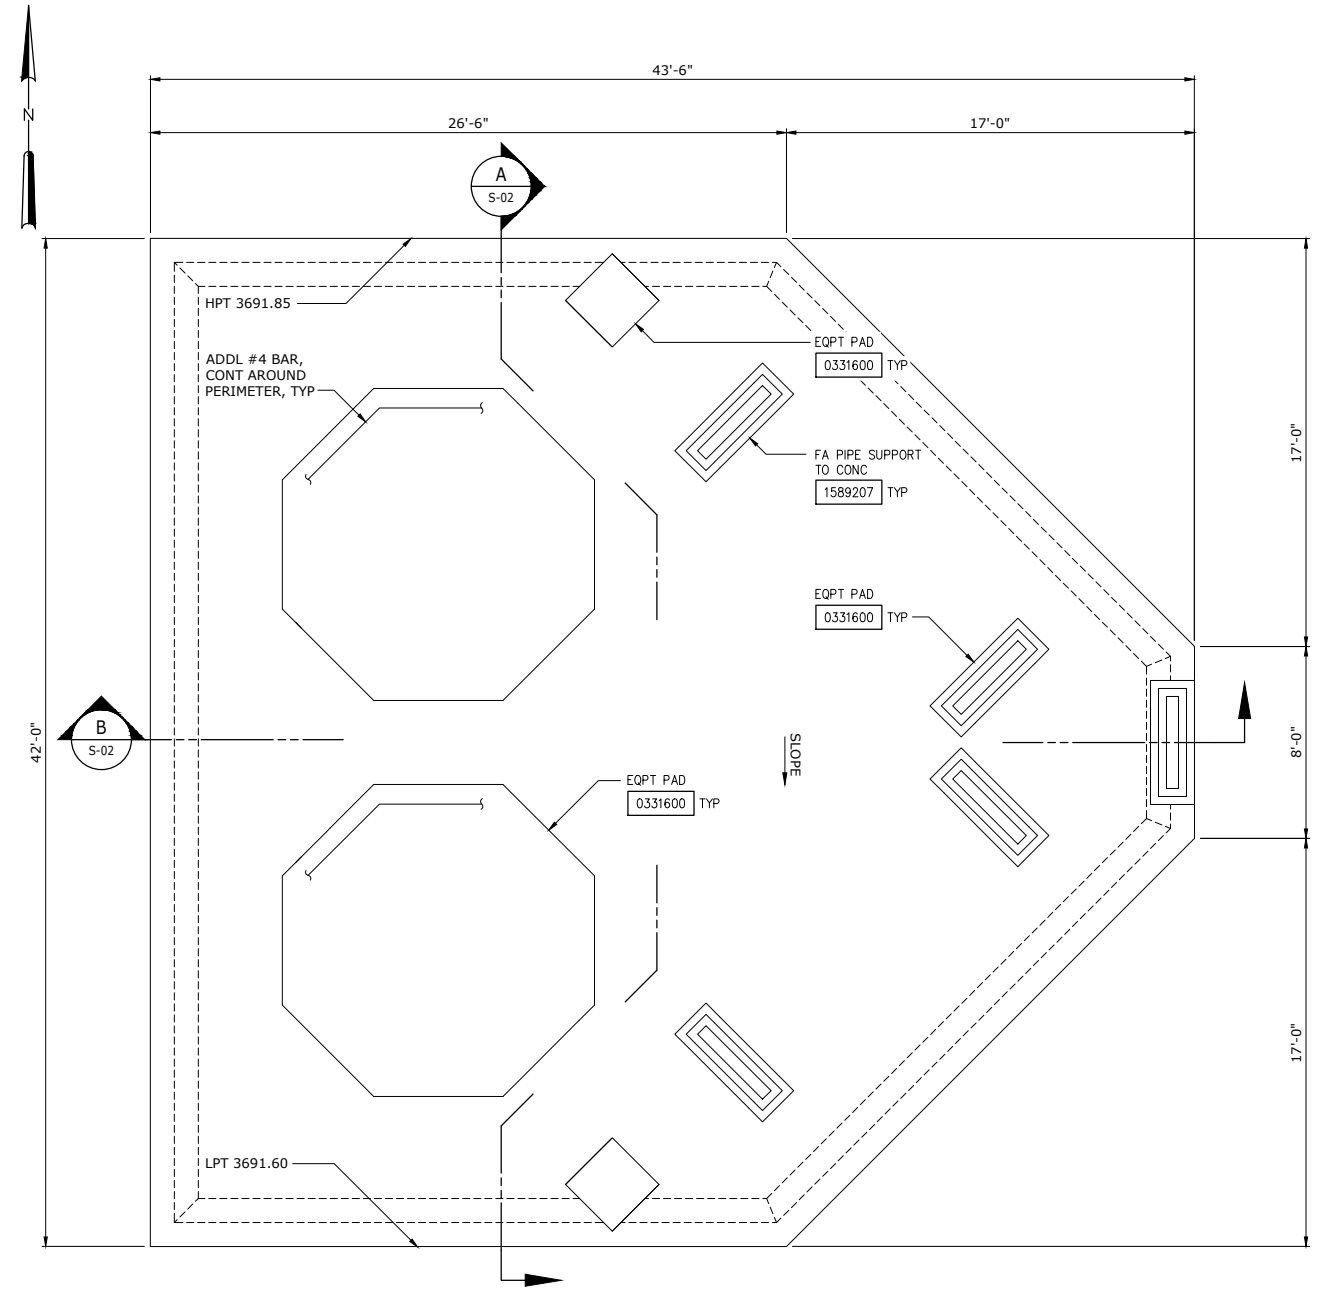 43'-6"
26'-6"
17'-0"
N
A
S-02
HPT 3691.85
EQPT PAD
0331600 TYP
ADDL #4 BAR,
CONT AROUND
PERIMETER, TYP
FA PIPE SUPPORT
TO CONC
1589207 TYP
17'-0"
EQPT PAD
0331600 TYP
42'-0"
B
S-02
SLOPE
8'-0"
EQPT PAD
0331600 TYP
17'-0"
LPT 3691.60